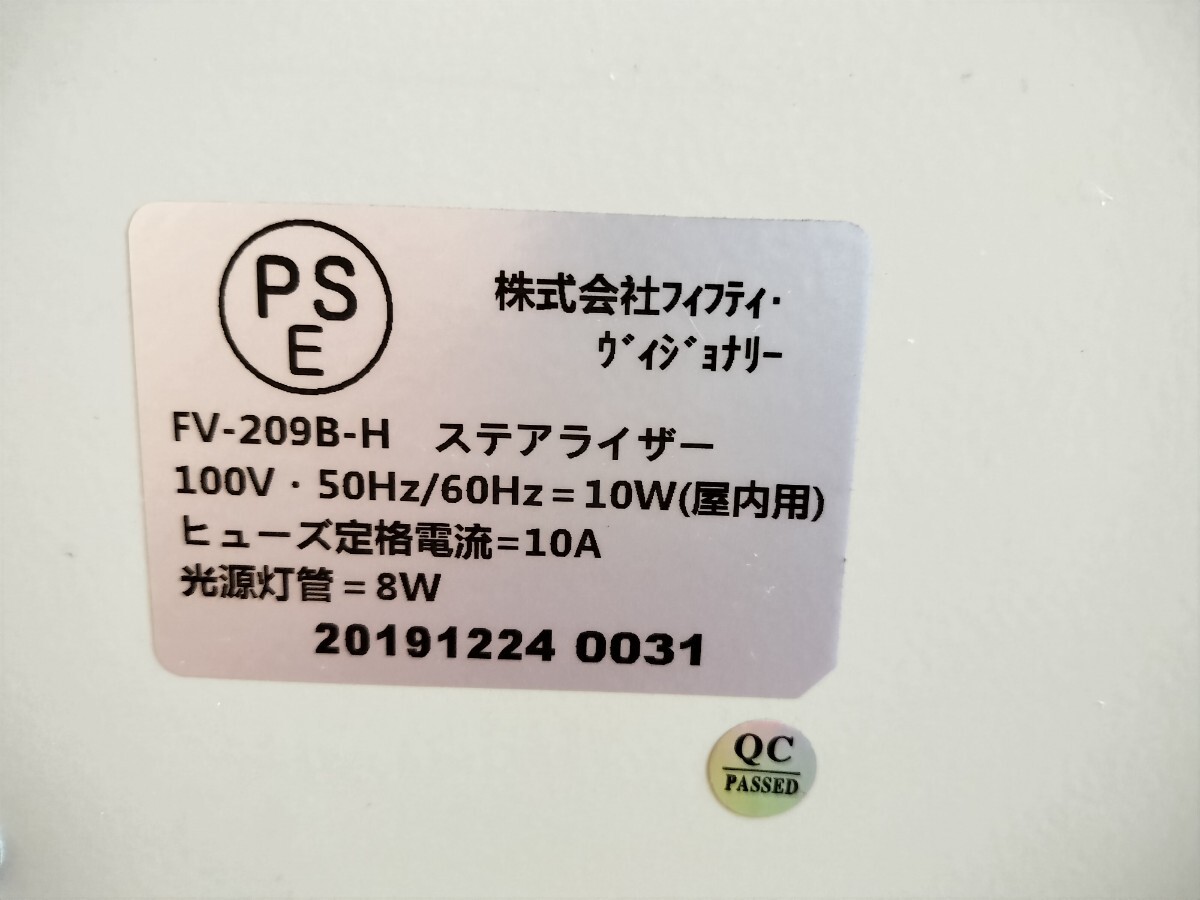 PS
E
株式会社ﾌｨﾌﾃｨ･
ｳﾞｨｼﾞｮﾅﾘｰ
FV-209B-H ステアライザー
100V・50Hz/60Hz＝10W(屋内用)
ヒューズ定格電流=10A
光源灯管＝8W
20191224 0031
QC
PASSED